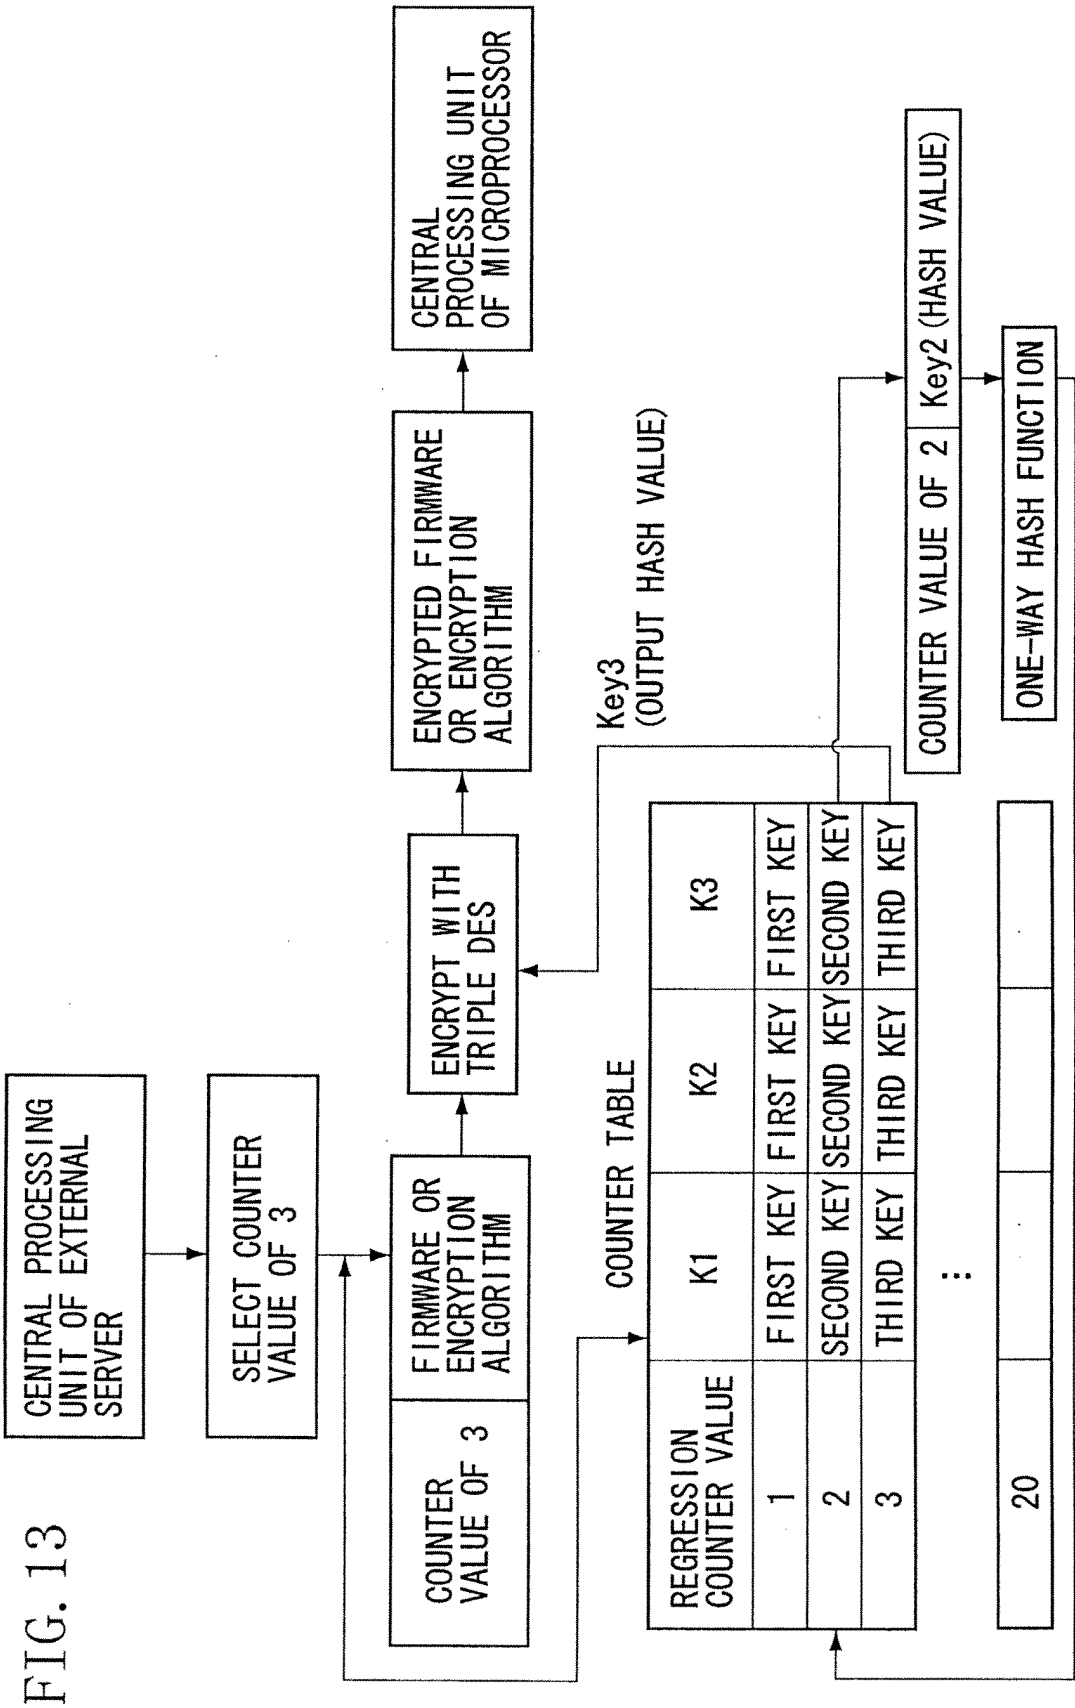 FIG. 13
CENTRAL PROCESSING
UNIT OF EXTERNAL
SERVER
SELECT COUNTER
VALUE OF 3
COUNTER
VALUE OF 3
FIRMWARE OR
ENCRYPTION
ALGORITHM
ENCRYPT WITH
TRIPLE DES
ENCRYPTED FIRMWARE
OR ENCRYPTION
ALGORITHM
CENTRAL
PROCESSING UNIT
OF MICROPROCESSOR
Key3
(OUTPUT HASH VALUE)
COUNTER TABLE
REGRESSION
COUNTER VALUE
K1
K2
K3
1
FIRST KEY
FIRST KEY
FIRST KEY
2
SECOND KEY
SECOND KEY
SECOND KEY
3
THIRD KEY
THIRD KEY
THIRD KEY
⋮
20
COUNTER VALUE OF 2
Key2 (HASH VALUE)
ONE-WAY HASH FUNCTION